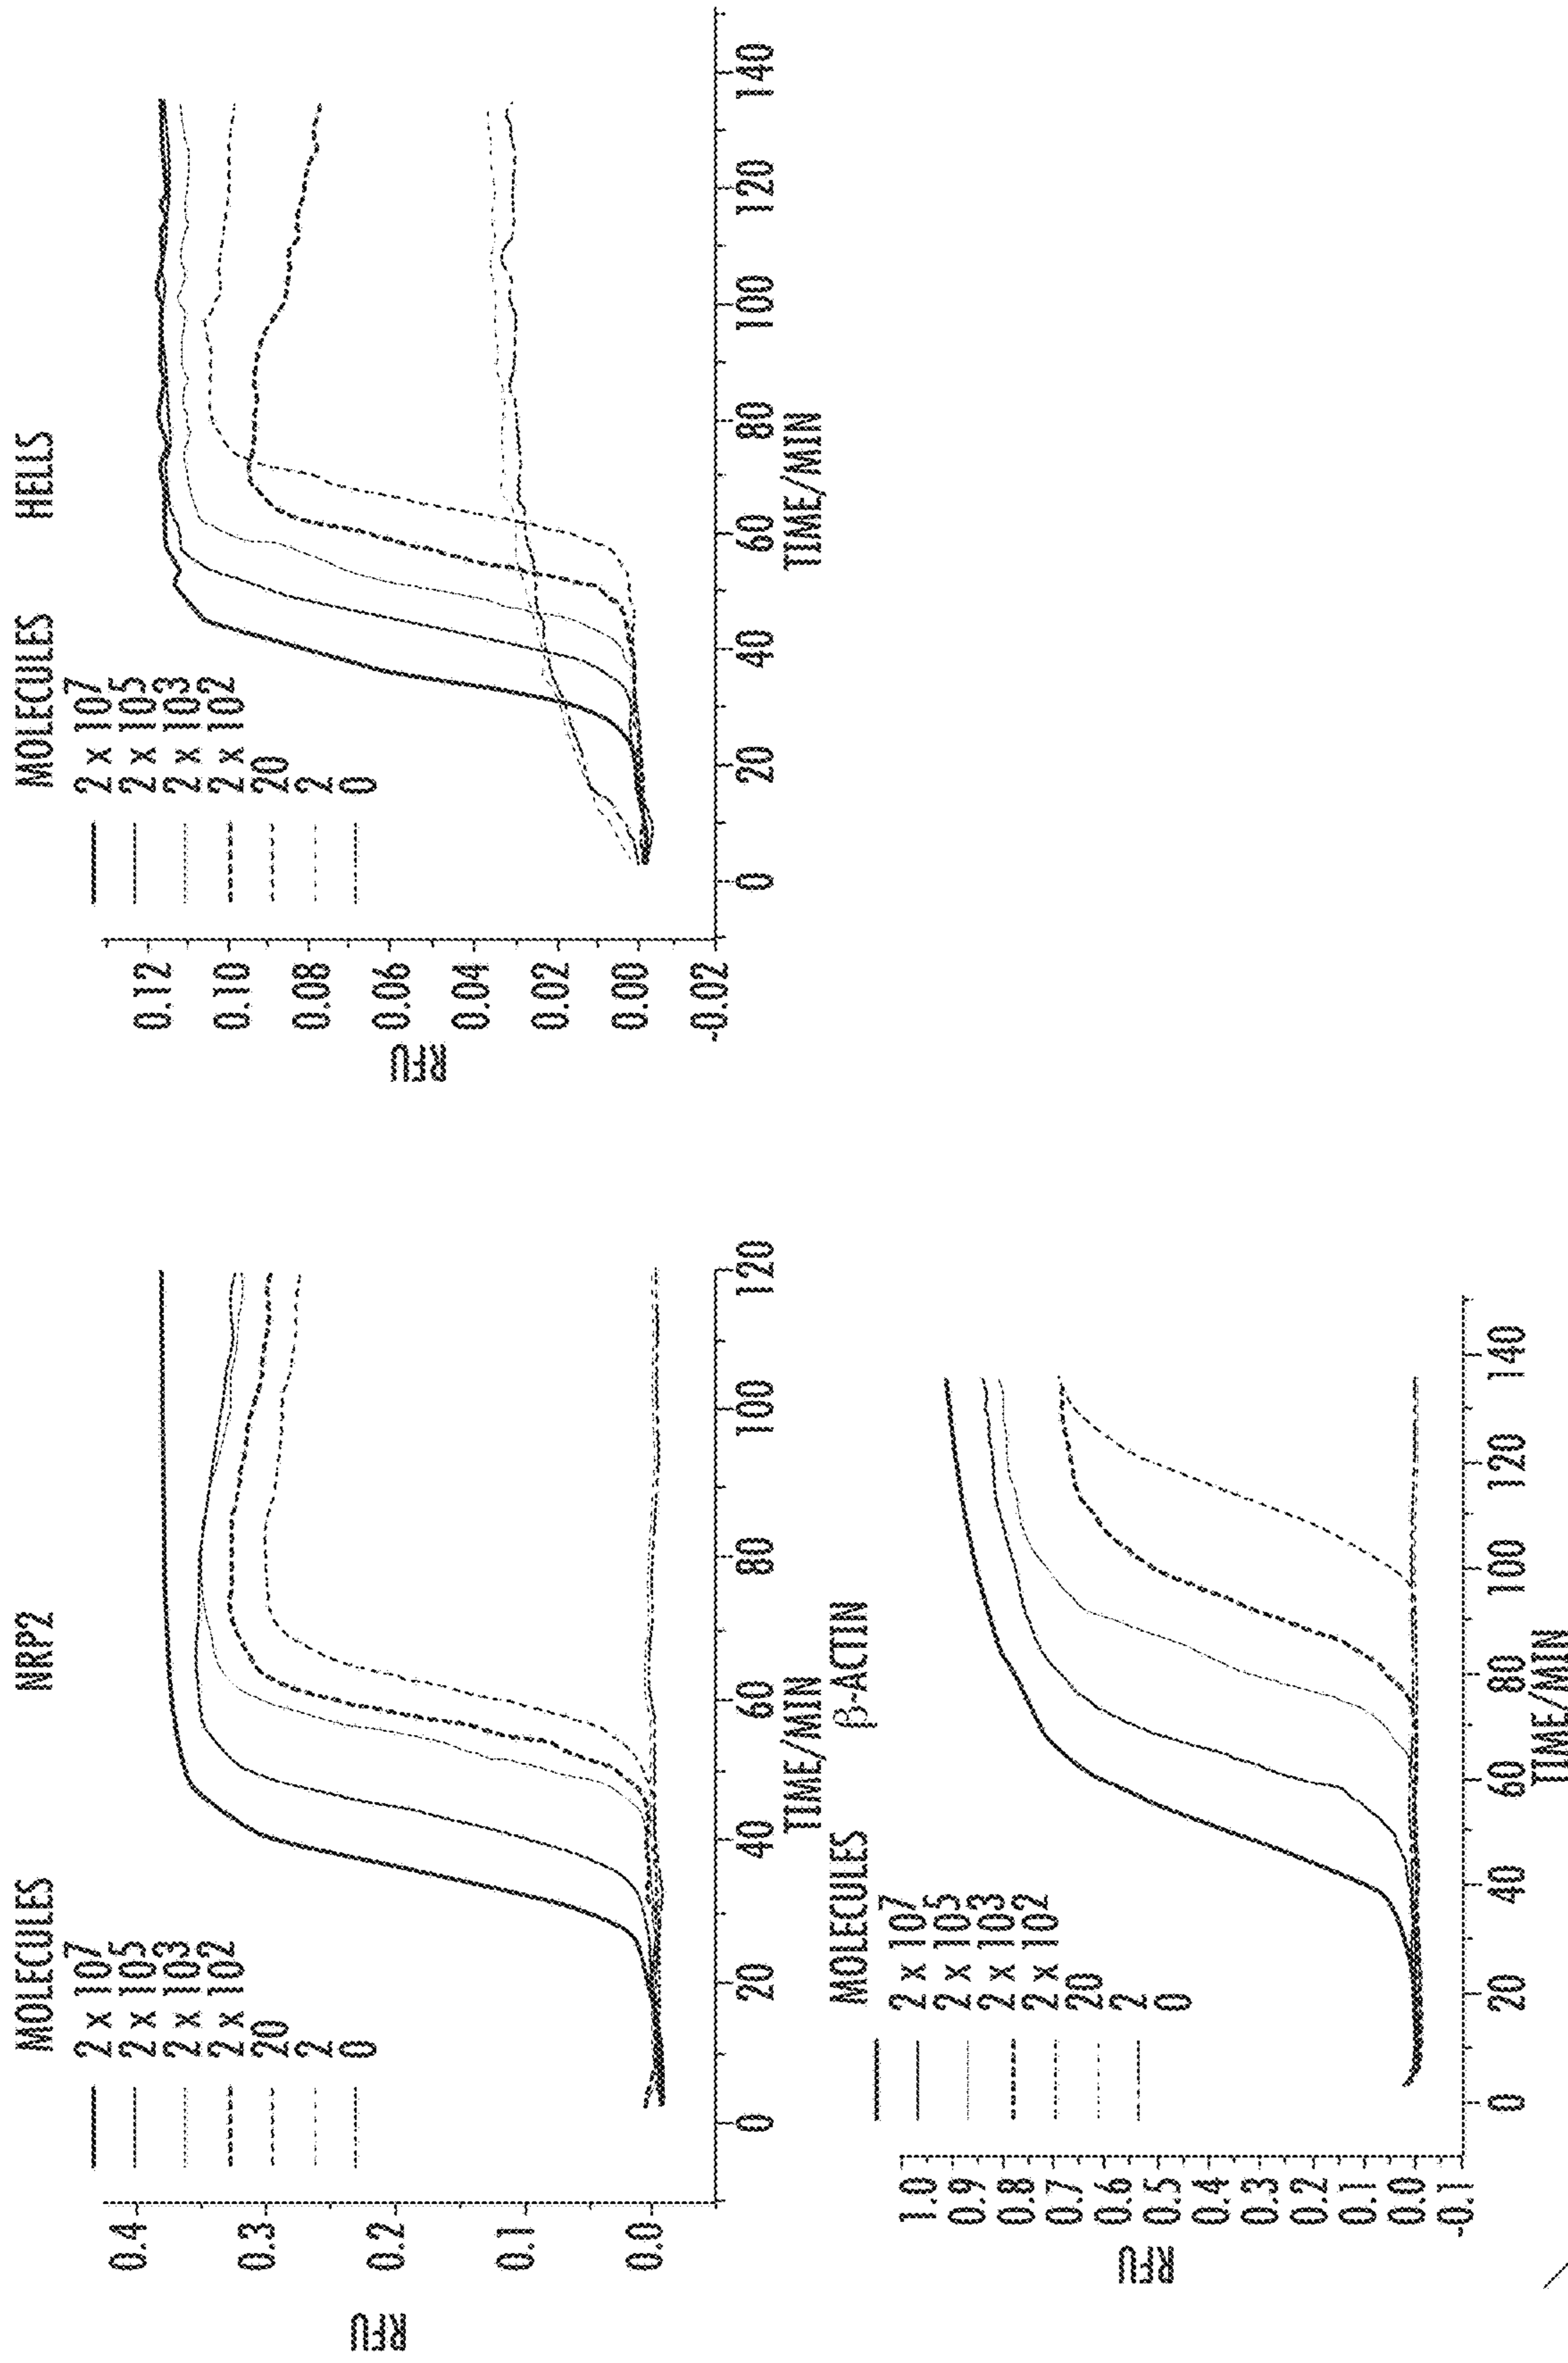 NRP2
MOLECULES
2 x 107
2 x 105
2 x 103
2 x 102
20
2
0
RFU
0.4
0.3
0.2
0.1
0.0
0 20 40 60 80 100 120
TIME/MIN
HELLS
MOLECULES
2 x 107
2 x 105
2 x 103
2 x 102
20
2
0
RFU
0.12
0.10
0.08
0.06
0.04
0.02
0.00
-0.02
0 20 40 60 80 100 120 140
TIME/MIN
β-ACTIN
MOLECULES
2 x 107
2 x 105
2 x 103
2 x 102
20
2
0
RFU
1.0
0.9
0.8
0.7
0.6
0.5
0.4
0.3
0.2
0.1
0.0
-0.1
0 20 40 60 80 100 120 140
TIME/MIN